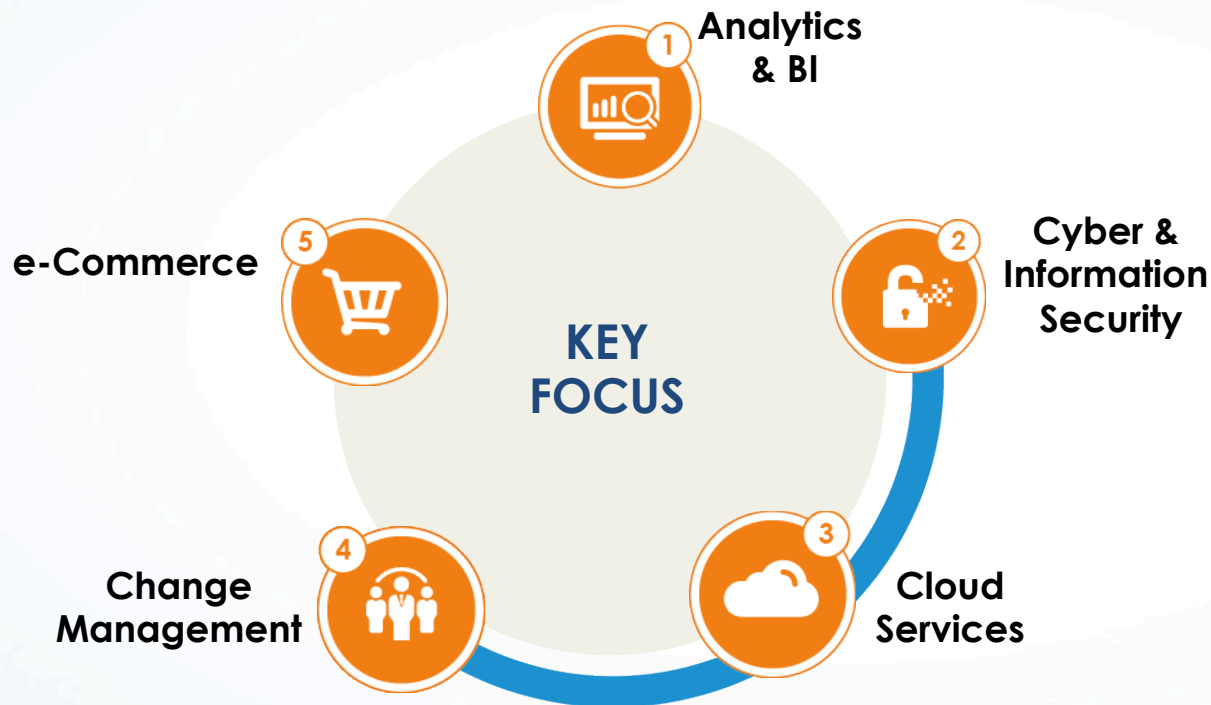 1
Analytics
& BI
2
Cyber &
Information
Security
3
Cloud
Services
4
Change
Management
5
e-Commerce
KEY
FOCUS